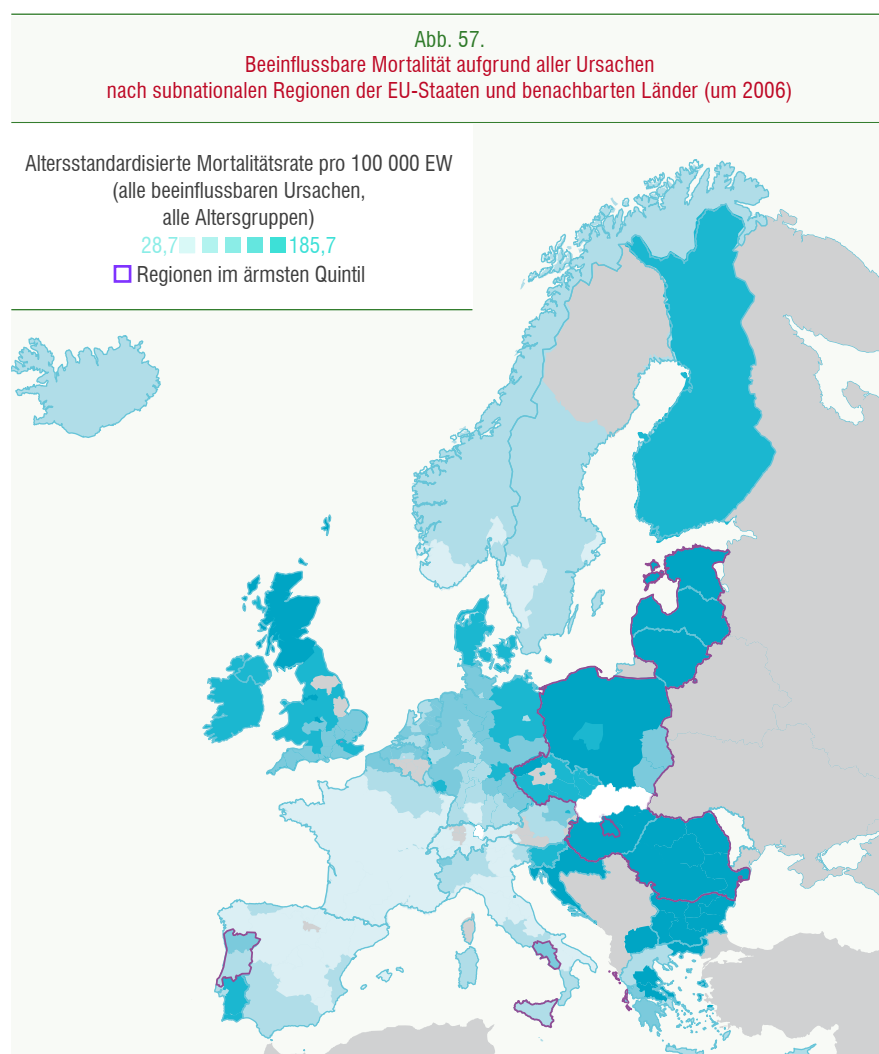 Abb. 57.
Beeinflussbare Mortalität aufgrund aller Ursachen
nach subnationalen Regionen der EU-Staaten und benachbarten Länder (um 2006)
Altersstandardisierte Mortalitätsrate pro 100 000 EW
(alle beeinflussbaren Ursachen,
alle Altersgruppen)
28,7 185,7
Regionen im ärmsten Quintil